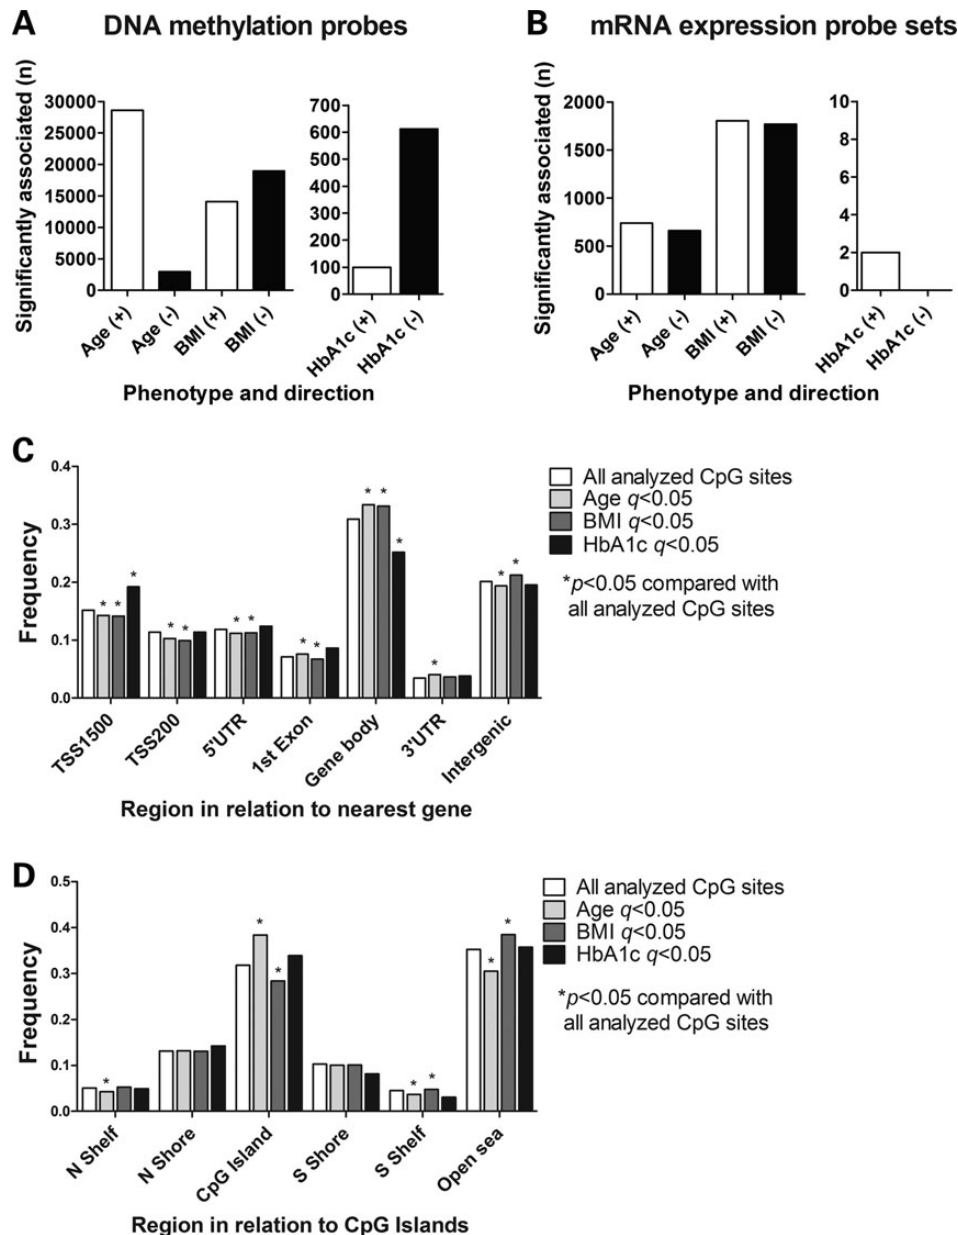 A DNA methylation probes
Significantly associated (n)
30000
25000
20000
15000
10000
5000
0
Age (+)
Age (-)
BMI (+)
BMI (-)
700
600
500
400
300
200
100
0
HbA1c (+)
HbA1c (-)
Phenotype and direction
B mRNA expression probe sets
Significantly associated (n)
2000
1500
1000
500
0
Age (+)
Age (-)
BMI (+)
BMI (-)
10
8
6
4
2
0
HbA1c (+)
HbA1c (-)
Phenotype and direction
C
Frequency
0.4
0.3
0.2
0.1
0.0
* * *
* *
* *
* *
* * *
*
* *
TSS1500
TSS200
5'UTR
1st Exon
Gene body
3'UTR
Intergenic
Region in relation to nearest gene
All analyzed CpG sites
Age q<0.05
BMI q<0.05
HbA1c q<0.05
*p<0.05 compared with
all analyzed CpG sites
D
Frequency
0.5
0.4
0.3
0.2
0.1
0.0
*
* *
* *
* *
N Shelf
N Shore
CpG Island
S Shore
S Shelf
Open sea
Region in relation to CpG Islands
All analyzed CpG sites
Age q<0.05
BMI q<0.05
HbA1c q<0.05
*p<0.05 compared with
all analyzed CpG sites